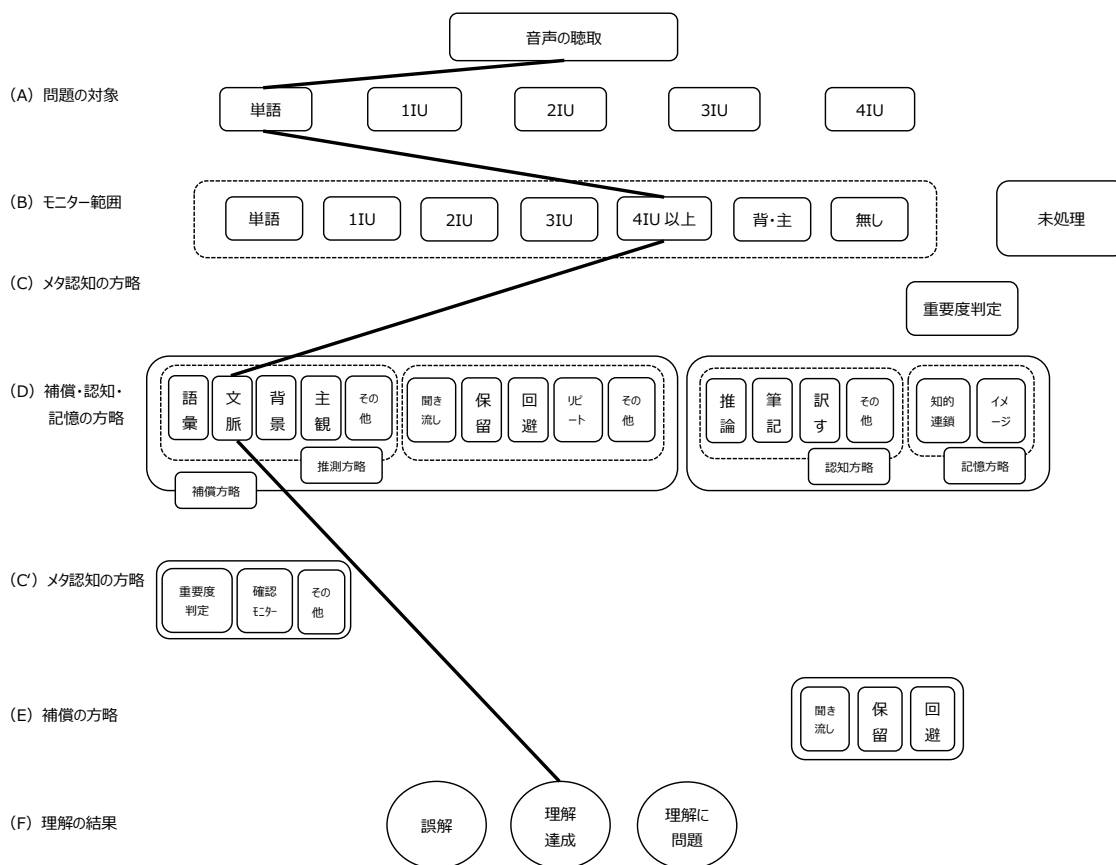 音声の聴取
(A) 問題の対象
単語
1IU
2IU
3IU
4IU
(B) モニター範囲
単語
1IU
2IU
3IU
4IU 以上
背・主
無し
未処理
(C) メタ認知の方略
重要度判定
(D) 補償・認知・
記憶の方略
語
彙
文
脈
背
景
主
観
その
他
聞き
流し
保
留
回
避
リピ
ート
その
他
推
論
筆
記
訳
す
その
他
知的
連鎖
イメ
ージ
推測方略
認知方略
記憶方略
補償方略
(C') メタ認知の方略
重要度
判定
確認
モニター
その
他
(E) 補償の方略
聞き
流し
保
留
回
避
(F) 理解の結果
誤解
理解
達成
理解に
問題